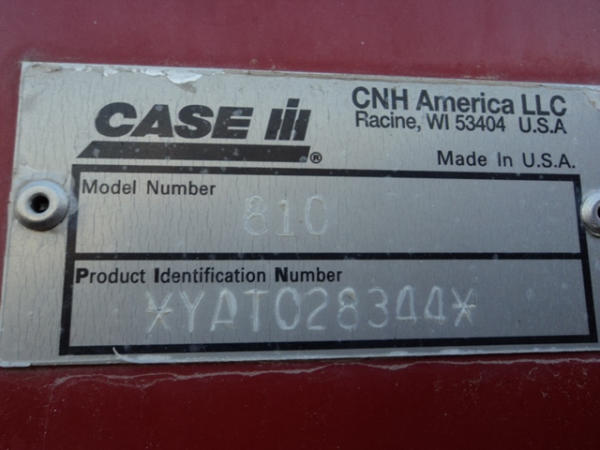 CASE IH®
CNH America LLC
Racine, WI 53404 U.S.A
Made In U.S.A.
Model Number
810
Product Identification Number
*YAT028344*